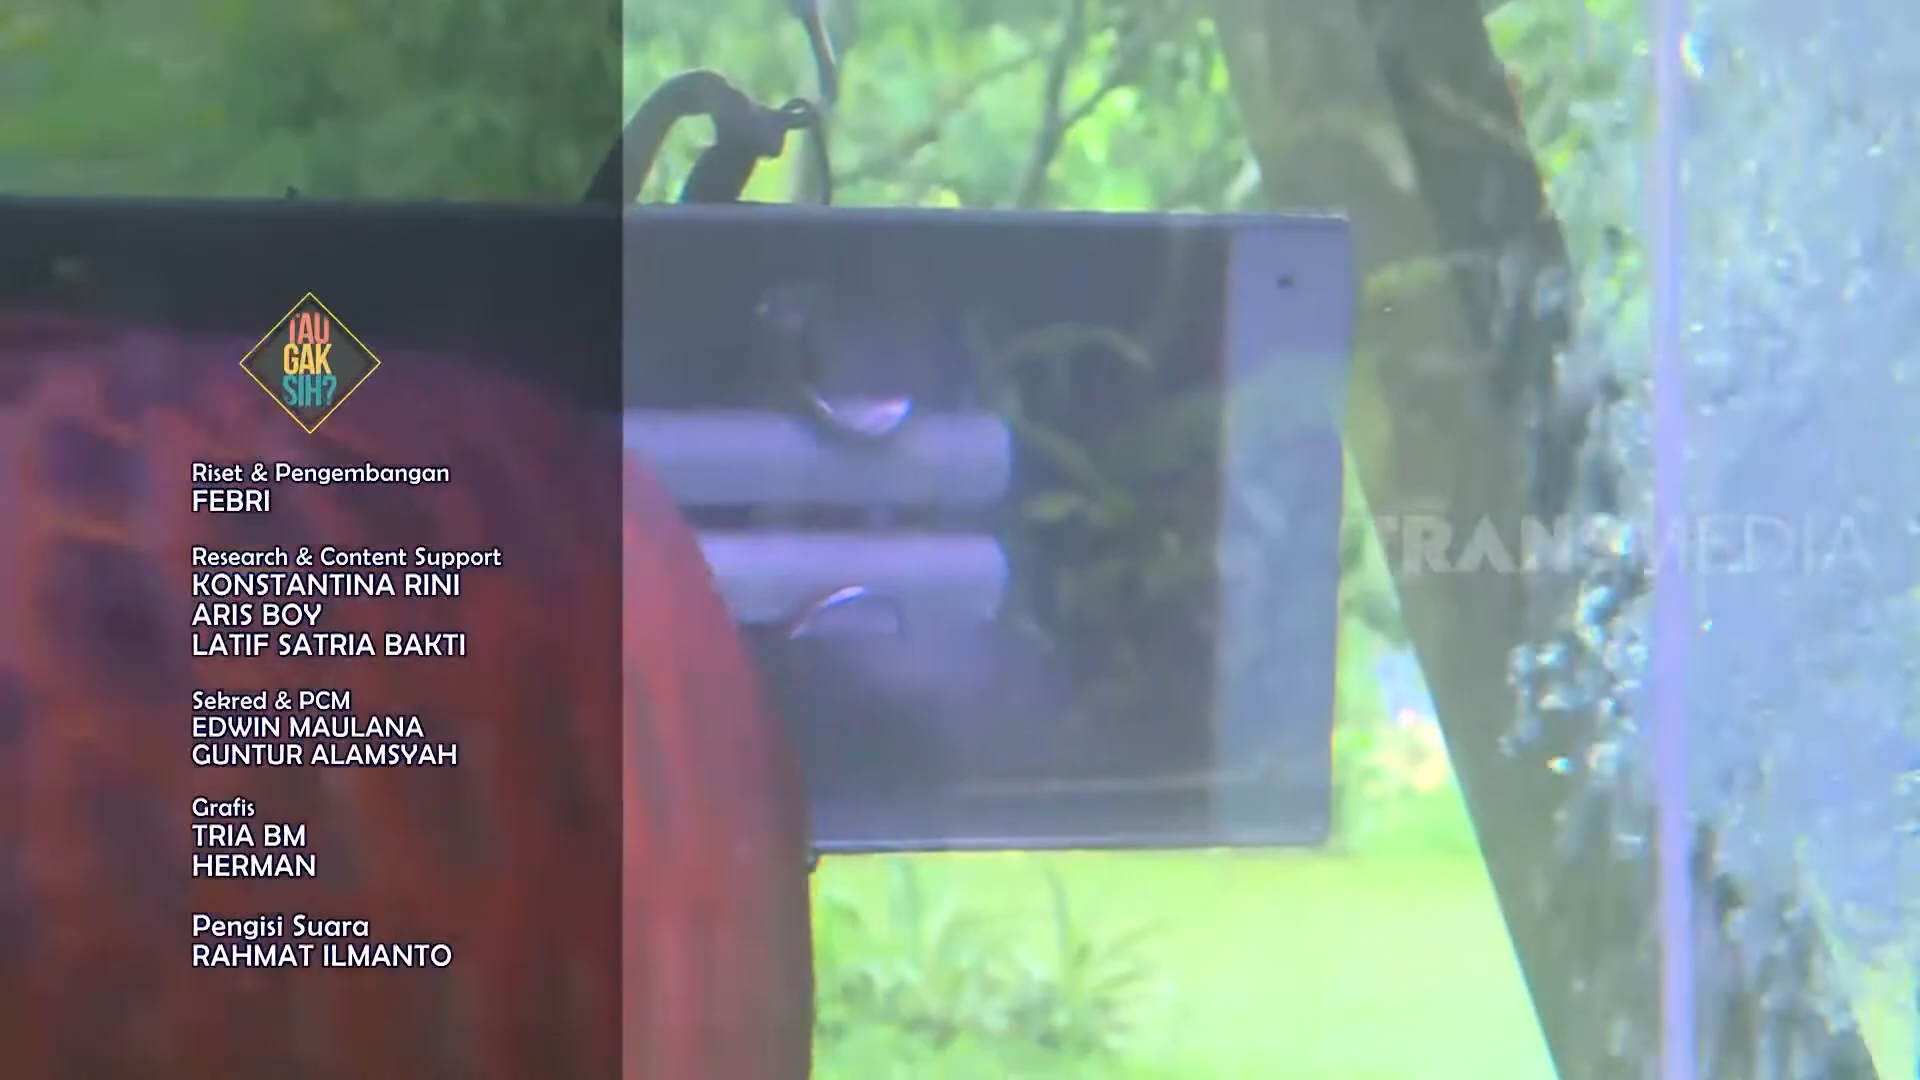 TAU
GAK
SIH?
Riset & Pengembangan
FEBRI
Research & Content Support
KONSTANTINA RINI
ARIS BOY
LATIF SATRIA BAKTI
Sekred & PCM
EDWIN MAULANA
GUNTUR ALAMSYAH
Grafis
TRIA BM
HERMAN
Pengisi Suara
RAHMAT ILMANTO
TRANSMEDIA